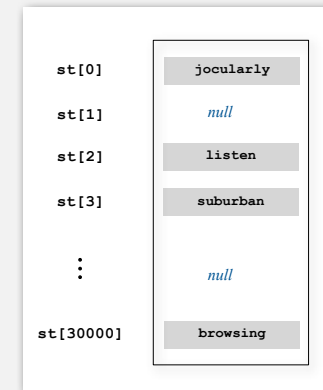 st[0] jocularly
st[1] null
st[2] listen
st[3] suburban
⋮ null
st[30000] browsing